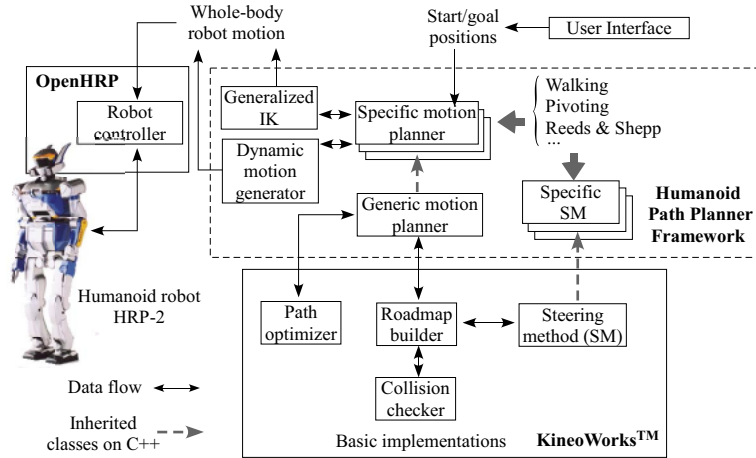 Whole-body
robot motion
Start/goal
positions
User Interface
OpenHRP
Robot
controller
Generalized
IK
Specific motion
planner
Walking
Pivoting
Reeds & Shepp
...
Dynamic
motion
generator
Generic motion
planner
Specific
SM
Humanoid
Path Planner
Framework
Humanoid robot
HRP-2
Path
optimizer
Roadmap
builder
Steering
method (SM)
Collision
checker
Data flow
Inherited
classes on C++
Basic implementations
KineoWorks™